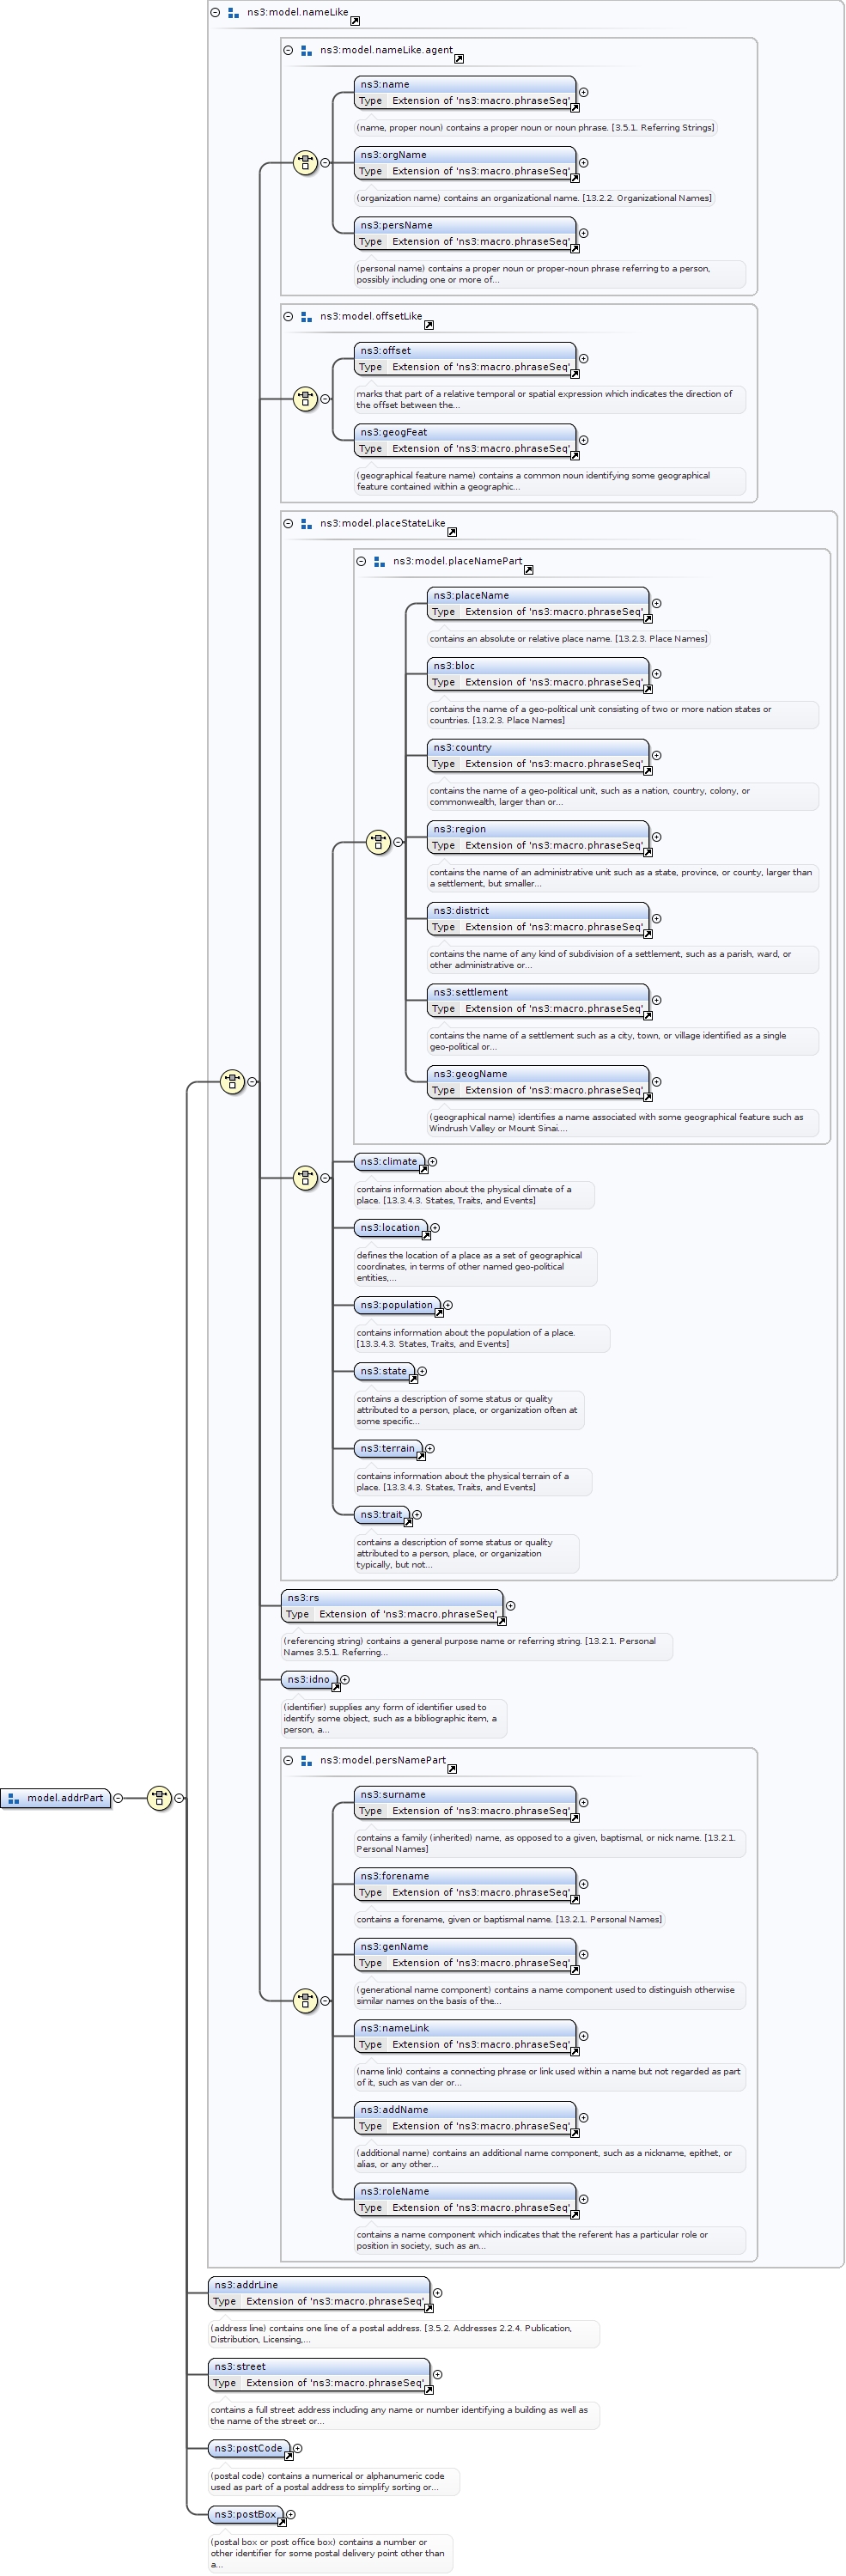 ns3:model.nameLike
ns3:model.nameLike.agent
ns3:name
Type Extension of 'ns3:macro.phraseSeq'
(name, proper noun) contains a proper noun or noun phrase. [3.5.1. Referring Strings]
ns3:orgName
Type Extension of 'ns3:macro.phraseSeq'
(organization name) contains an organizational name. [13.2.2. Organizational Names]
ns3:persName
Type Extension of 'ns3:macro.phraseSeq'
(personal name) contains a proper noun or proper-noun phrase referring to a person,
possibly including one or more of...
ns3:model.offsetLike
ns3:offset
Type Extension of 'ns3:macro.phraseSeq'
marks that part of a relative temporal or spatial expression which indicates the direction of
the offset between the...
ns3:geogFeat
Type Extension of 'ns3:macro.phraseSeq'
(geographical feature name) contains a common noun identifying some geographical
feature contained within a geographic...
ns3:model.placeStateLike
ns3:model.placeNamePart
ns3:placeName
Type Extension of 'ns3:macro.phraseSeq'
contains an absolute or relative place name. [13.2.3. Place Names]
ns3:bloc
Type Extension of 'ns3:macro.phraseSeq'
contains the name of a geo-political unit consisting of two or more nation states or
countries. [13.2.3. Place Names]
ns3:country
Type Extension of 'ns3:macro.phraseSeq'
contains the name of a geo-political unit, such as a nation, country, colony, or
commonwealth, larger than or...
ns3:region
Type Extension of 'ns3:macro.phraseSeq'
contains the name of an administrative unit such as a state, province, or county, larger than
a settlement, but smaller...
ns3:district
Type Extension of 'ns3:macro.phraseSeq'
contains the name of any kind of subdivision of a settlement, such as a parish, ward, or
other administrative or...
ns3:settlement
Type Extension of 'ns3:macro.phraseSeq'
contains the name of a settlement such as a city, town, or village identified as a single
geo-political or...
ns3:geogName
Type Extension of 'ns3:macro.phraseSeq'
(geographical name) identifies a name associated with some geographical feature such as
Windrush Valley or Mount Sinai....
ns3:climate
contains information about the physical climate of a
place. [13.3.4.3. States, Traits, and Events]
ns3:location
defines the location of a place as a set of geographical
coordinates, in terms of other named geo-political
entities,...
ns3:population
contains information about the population of a place.
[13.3.4.3. States, Traits, and Events]
ns3:state
contains a description of some status or quality
attributed to a person, place, or organization often at
some specific...
ns3:terrain
contains information about the physical terrain of a
place. [13.3.4.3. States, Traits, and Events]
ns3:trait
contains a description of some status or quality
attributed to a person, place, or organization
typically, but not...
ns3:rs
Type Extension of 'ns3:macro.phraseSeq'
(referencing string) contains a general purpose name or referring string. [13.2.1. Personal
Names 3.5.1. Referring...
ns3:idno
(identifier) supplies any form of identifier used to
identify some object, such as a bibliographic item, a
person, a...
ns3:model.persNamePart
model.addrPart
ns3:surname
Type Extension of 'ns3:macro.phraseSeq'
contains a family (inherited) name, as opposed to a given, baptismal, or nick name. [13.2.1.
Personal Names]
ns3:forename
Type Extension of 'ns3:macro.phraseSeq'
contains a forename, given or baptismal name. [13.2.1. Personal Names]
ns3:genName
Type Extension of 'ns3:macro.phraseSeq'
(generational name component) contains a name component used to distinguish otherwise
similar names on the basis of the...
ns3:nameLink
Type Extension of 'ns3:macro.phraseSeq'
(name link) contains a connecting phrase or link used within a name but not regarded as part
of it, such as van der or...
ns3:addName
Type Extension of 'ns3:macro.phraseSeq'
(additional name) contains an additional name component, such as a nickname, epithet, or
alias, or any other...
ns3:roleName
Type Extension of 'ns3:macro.phraseSeq'
contains a name component which indicates that the referent has a particular role or
position in society, such as an...
ns3:addrLine
Type Extension of 'ns3:macro.phraseSeq'
(address line) contains one line of a postal address. [3.5.2. Addresses 2.2.4. Publication,
Distribution, Licensing,...
ns3:street
Type Extension of 'ns3:macro.phraseSeq'
contains a full street address including any name or number identifying a building as well as
the name of the street or...
ns3:postCode
(postal code) contains a numerical or alphanumeric code
used as part of a postal address to simplify sorting or...
ns3:postBox
(postal box or post office box) contains a number or
other identifier for some postal delivery point other than
a...